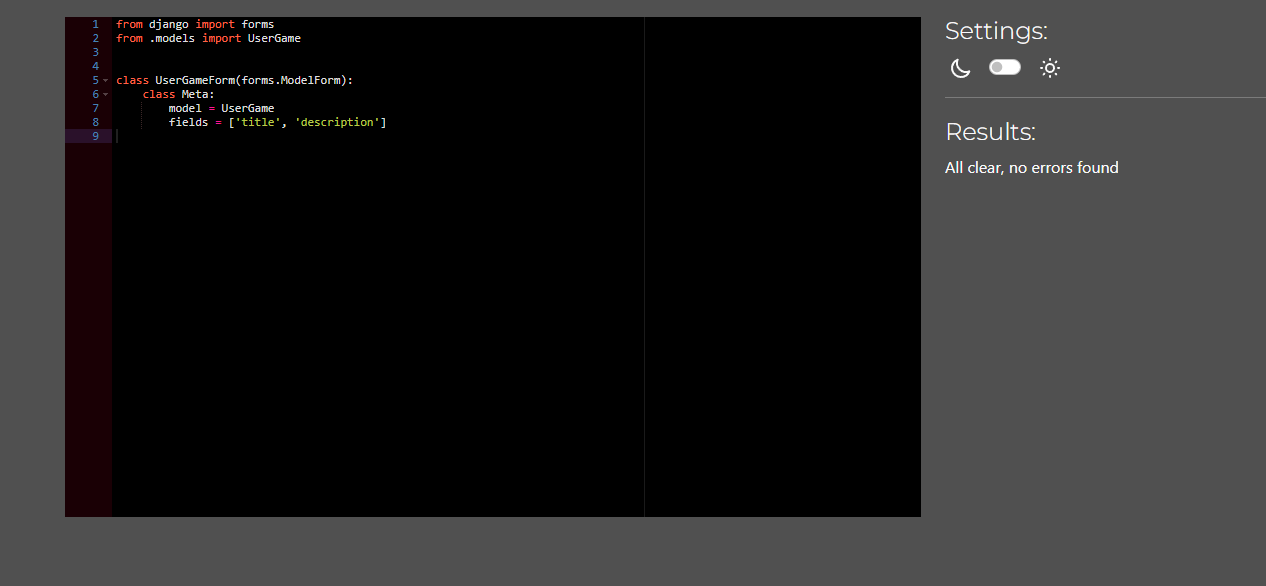 1 from django import forms
2 from .models import UserGame
3
4
5 class UserGameForm(forms.ModelForm):
6     class Meta:
7         model = UserGame
8         fields = ['title', 'description']
9
Settings:
Results:
All clear, no errors found